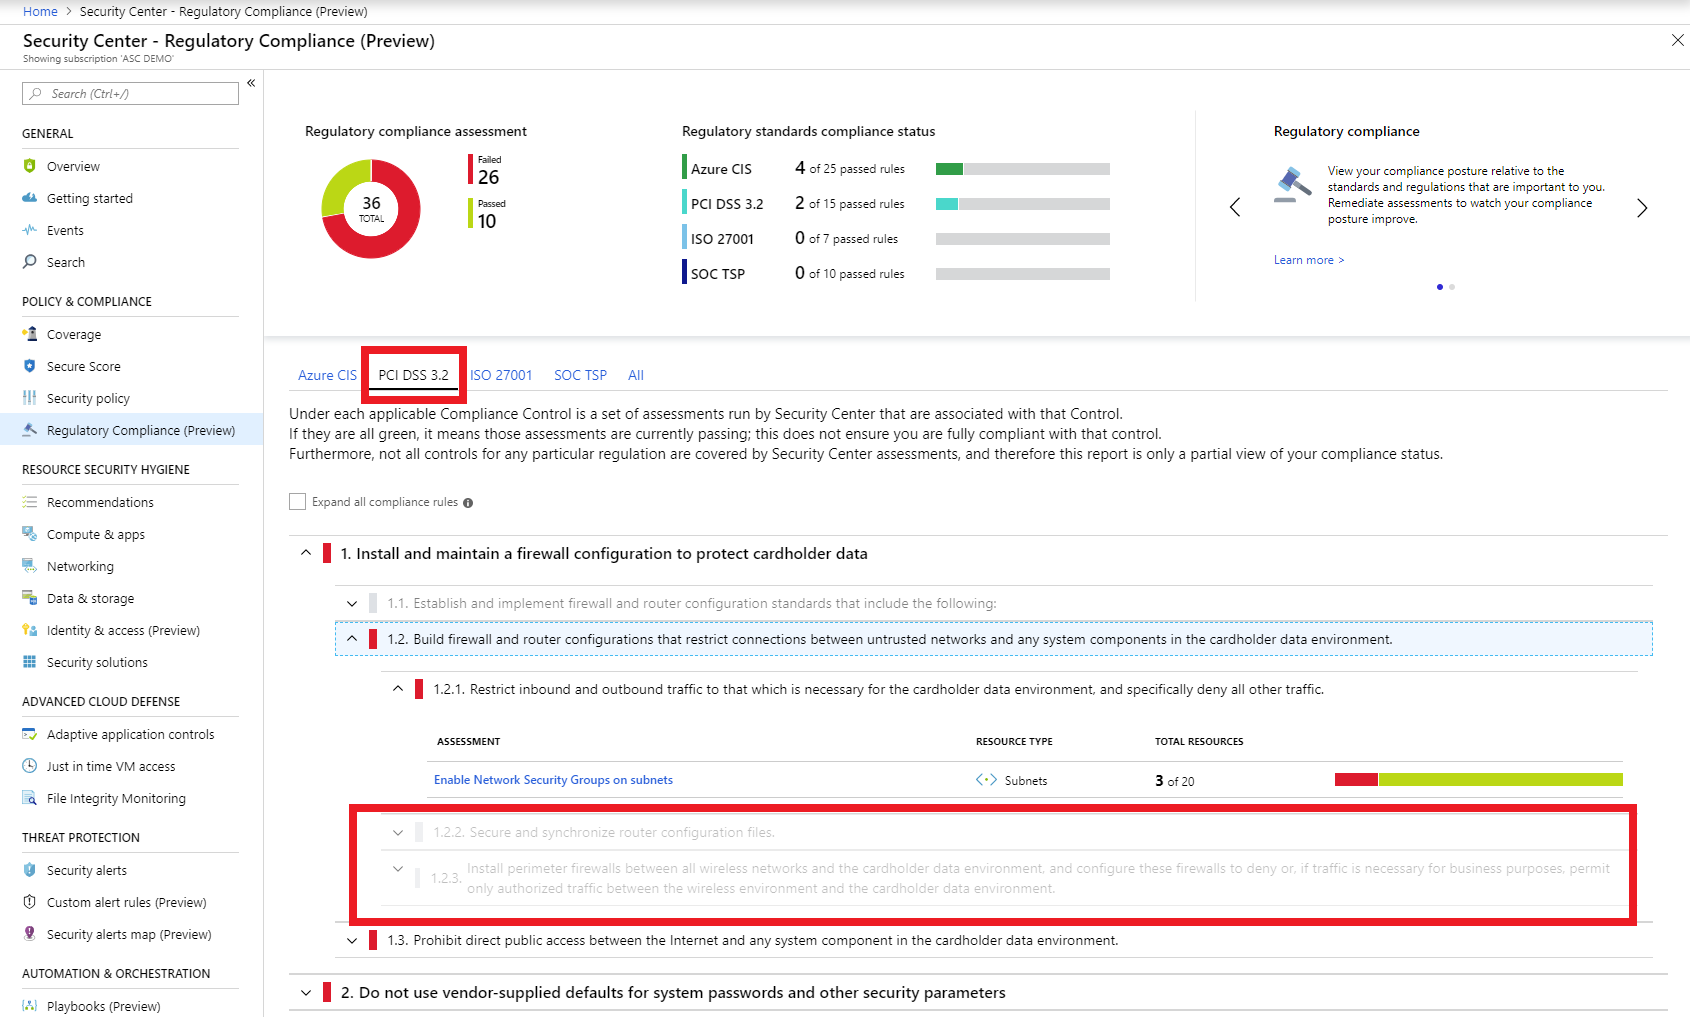 Home > Security Center - Regulatory Compliance (Preview)
Security Center - Regulatory Compliance (Preview)
Showing subscription 'ASC DEMO'
Search (Ctrl+/)
GENERAL
Overview
Getting started
Events
Search
POLICY & COMPLIANCE
Coverage
Secure Score
Security policy
Regulatory Compliance (Preview)
RESOURCE SECURITY HYGIENE
Recommendations
Compute & apps
Networking
Data & storage
Identity & access (Preview)
Security solutions
ADVANCED CLOUD DEFENSE
Adaptive application controls
Just in time VM access
File Integrity Monitoring
THREAT PROTECTION
Security alerts
Custom alert rules (Preview)
Security alerts map (Preview)
AUTOMATION & ORCHESTRATION
Playbooks (Preview)
Regulatory compliance assessment
36
TOTAL
Failed
26
Passed
10
Regulatory standards compliance status
Azure CIS 4 of 25 passed rules
PCI DSS 3.2 2 of 15 passed rules
ISO 27001 0 of 7 passed rules
SOC TSP 0 of 10 passed rules
Regulatory compliance
View your compliance posture relative to the
standards and regulations that are important to you.
Remediate assessments to watch your compliance
posture improve.
Learn more >
Azure CIS PCI DSS 3.2 ISO 27001 SOC TSP All
Under each applicable Compliance Control is a set of assessments run by Security Center that are associated with that Control.
If they are all green, it means those assessments are currently passing; this does not ensure you are fully compliant with that control.
Furthermore, not all controls for any particular regulation are covered by Security Center assessments, and therefore this report is only a partial view of your compliance status.
Expand all compliance rules
1. Install and maintain a firewall configuration to protect cardholder data
1.1. Establish and implement firewall and router configuration standards that include the following:
1.2. Build firewall and router configurations that restrict connections between untrusted networks and any system components in the cardholder data environment.
1.2.1. Restrict inbound and outbound traffic to that which is necessary for the cardholder data environment, and specifically deny all other traffic.
ASSESSMENT RESOURCE TYPE TOTAL RESOURCES
Enable Network Security Groups on subnets Subnets 3 of 20
1.2.2. Secure and synchronize router configuration files.
1.2.3. Install perimeter firewalls between all wireless networks and the cardholder data environment, and configure these firewalls to deny or, if traffic is necessary for business purposes, permit
only authorized traffic between the wireless environment and the cardholder data environment.
1.3. Prohibit direct public access between the Internet and any system component in the cardholder data environment.
2. Do not use vendor-supplied defaults for system passwords and other security parameters